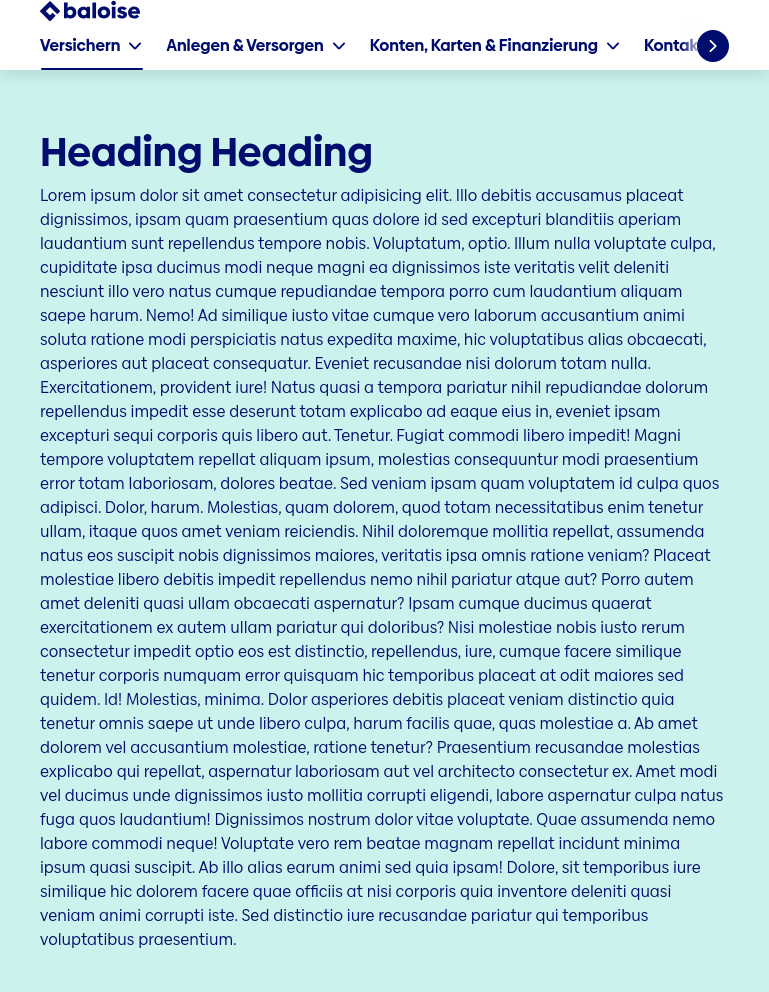 baloise
Versichern
Anlegen & Versorgen
Konten, Karten & Finanzierung
Heading Heading
Lorem ipsum dolor sit amet consectetur adipisicing elit. Illo debitis accusamus placeat
dignissimos, ipsam quam praesentium quas dolore id sed excepturi blanditiis aperiam
laudantium sunt repellendus tempore nobis. Voluptatum, optio. Illum nulla voluptate culpa,
cupiditate ipsa ducimus modi neque magni ea dignissimos iste veritatis velit deleniti
nesciunt illo vero natus cumque repudiandae tempora porro cum laudantium aliquam
saepe harum. Nemo! Ad similique iusto vitae cumque vero laborum accusantium animi
soluta ratione modi perspiciatis natus expedita maxime, hic voluptatibus alias obcaecati,
asperiores aut placeat consequatur. Eveniet recusandae nisi dolorum totam nulla.
Exercitationem, provident iure! Natus quasi a tempora pariatur nihil repudiandae dolorum
repellendus impedit esse deserunt totam explicabo ad eaque eius in, eveniet ipsam
excepturi sequi corporis quis libero aut. Tenetur. Fugiat commodi libero impedit! Magni
tempore voluptatem repellat aliquam ipsum, molestias consequuntur modi praesentium
error totam laboriosam, dolores beatae. Sed veniam ipsam quam voluptatem id culpa quos
adipisci. Dolor, harum. Molestias, quam dolorem, quod totam necessitatibus enim tenetur
ullam, itaque quos amet veniam reiciendis. Nihil doloremque mollitia repellat, assumenda
natus eos suscipit nobis dignissimos maiores, veritatis ipsa omnis ratione veniam? Placeat
molestiae libero debitis impedit repellendus nemo nihil pariatur atque aut? Porro autem
amet deleniti quasi ullam obcaecati aspernatur? Ipsam cumque ducimus quaerat
exercitationem ex autem ullam pariatur qui doloribus? Nisi molestiae nobis iusto rerum
consectetur impedit optio eos est distinctio, repellendus, iure, cumque facere similique
tenetur corporis numquam error quisquam hic temporibus placeat at odit maiores sed
quidem. Id! Molestias, minima. Dolor asperiores debitis placeat veniam distinctio quia
tenetur omnis saepe ut unde libero culpa, harum facilis quae, quas molestiae a. Ab amet
dolorem vel accusantium molestiae, ratione tenetur? Praesentium recusandae molestias
explicabo qui repellat, aspernatur laboriosam aut vel architecto consectetur ex. Amet modi
vel ducimus unde dignissimos iusto mollitia corrupti eligendi, labore aspernatur culpa natus
fuga quos laudantium! Dignissimos nostrum dolor vitae voluptate. Quae assumenda nemo
labore commodi neque! Voluptate vero rem beatae magnam repellat incidunt minima
ipsum quasi suscipit. Ab illo alias earum animi sed quia ipsam! Dolore, sit temporibus iure
similique hic dolorem facere quae officiis at nisi corporis quia inventore deleniti quasi
veniam animi corrupti iste. Sed distinctio iure recusandae pariatur qui temporibus
voluptatibus praesentium.